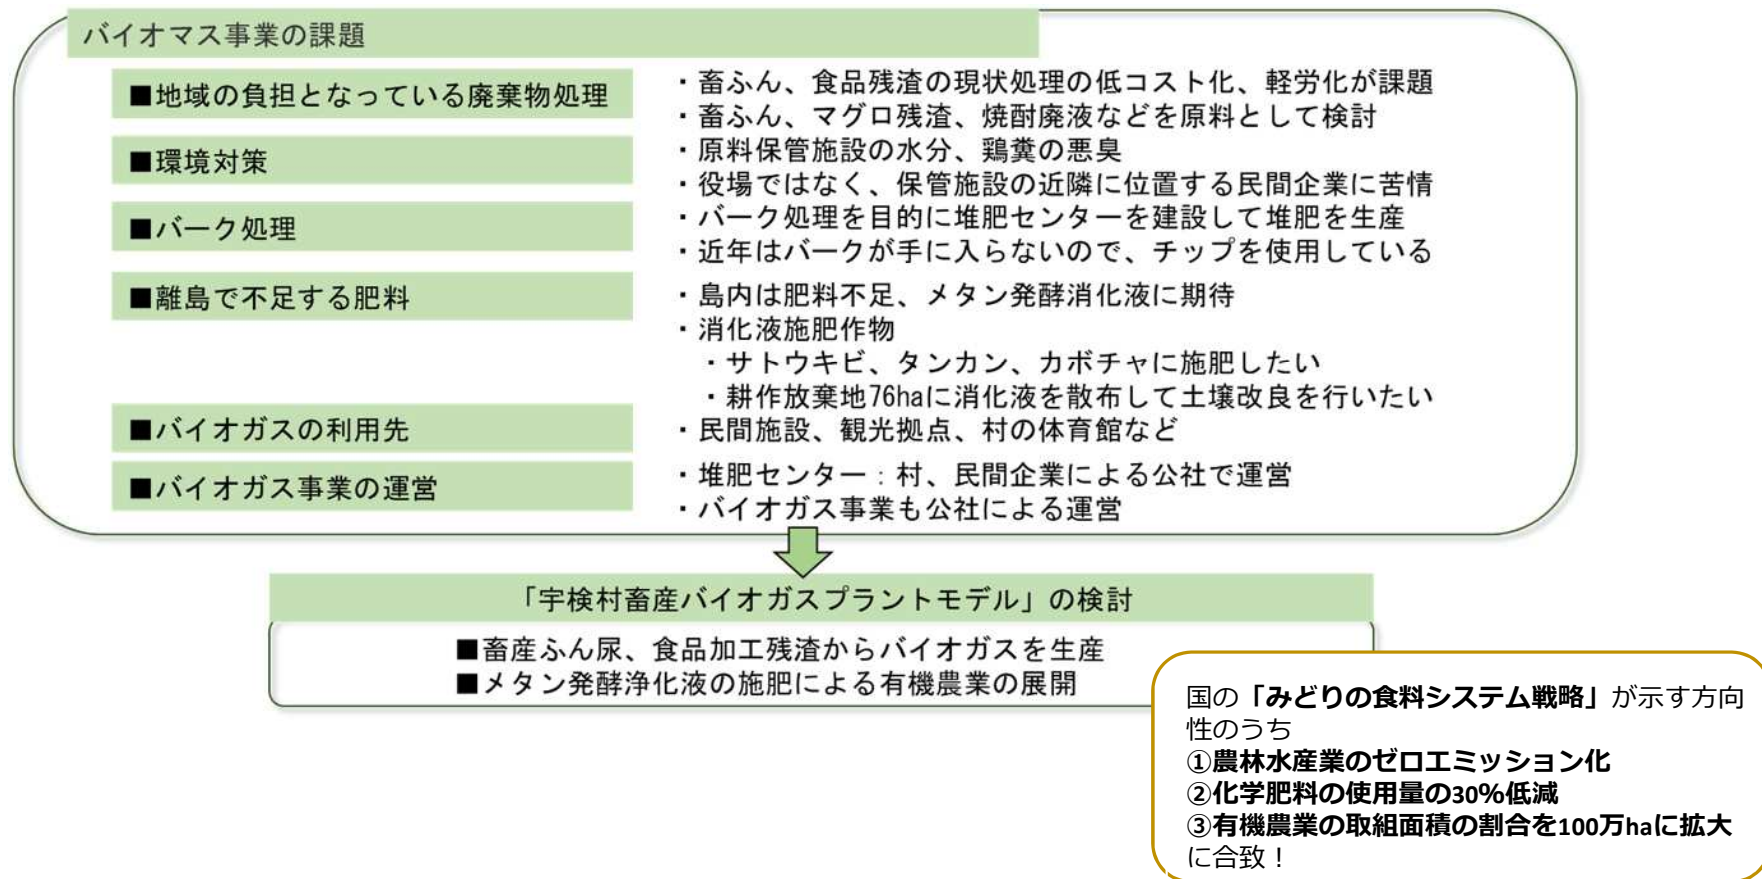 バイオマス事業の課題
■地域の負担となっている廃棄物処理
・畜ふん、食品残渣の現状処理の低コスト化、軽労化が課題
・畜ふん、マグロ残渣、焼酎廃液などを原料として検討
■環境対策
・原料保管施設の水分、鶏糞の悪臭
・役場ではなく、保管施設の近隣に位置する民間企業に苦情
■バーク処理
・バーク処理を目的に堆肥センターを建設して堆肥を生産
・近年はバークが手に入らないので、チップを使用している
■離島で不足する肥料
・島内は肥料不足、メタン発酵消化液に期待
・消化液施肥作物
・サトウキビ、タンカン、カボチャに施肥したい
・耕作放棄地76haに消化液を散布して土壌改良を行いたい
■バイオガスの利用先
・民間施設、観光拠点、村の体育館など
■バイオガス事業の運営
・堆肥センター：村、民間企業による公社で運営
・バイオガス事業も公社による運営
「宇検村畜産バイオガスプラントモデル」の検討
■畜産ふん尿、食品加工残渣からバイオガスを生産
■メタン発酵浄化液の施肥による有機農業の展開
国の「みどりの食料システム戦略」が示す方向
性のうち
①農林水産業のゼロエミッション化
②化学肥料の使用量の30%低減
③有機農業の取組面積の割合を100万haに拡大
に合致！